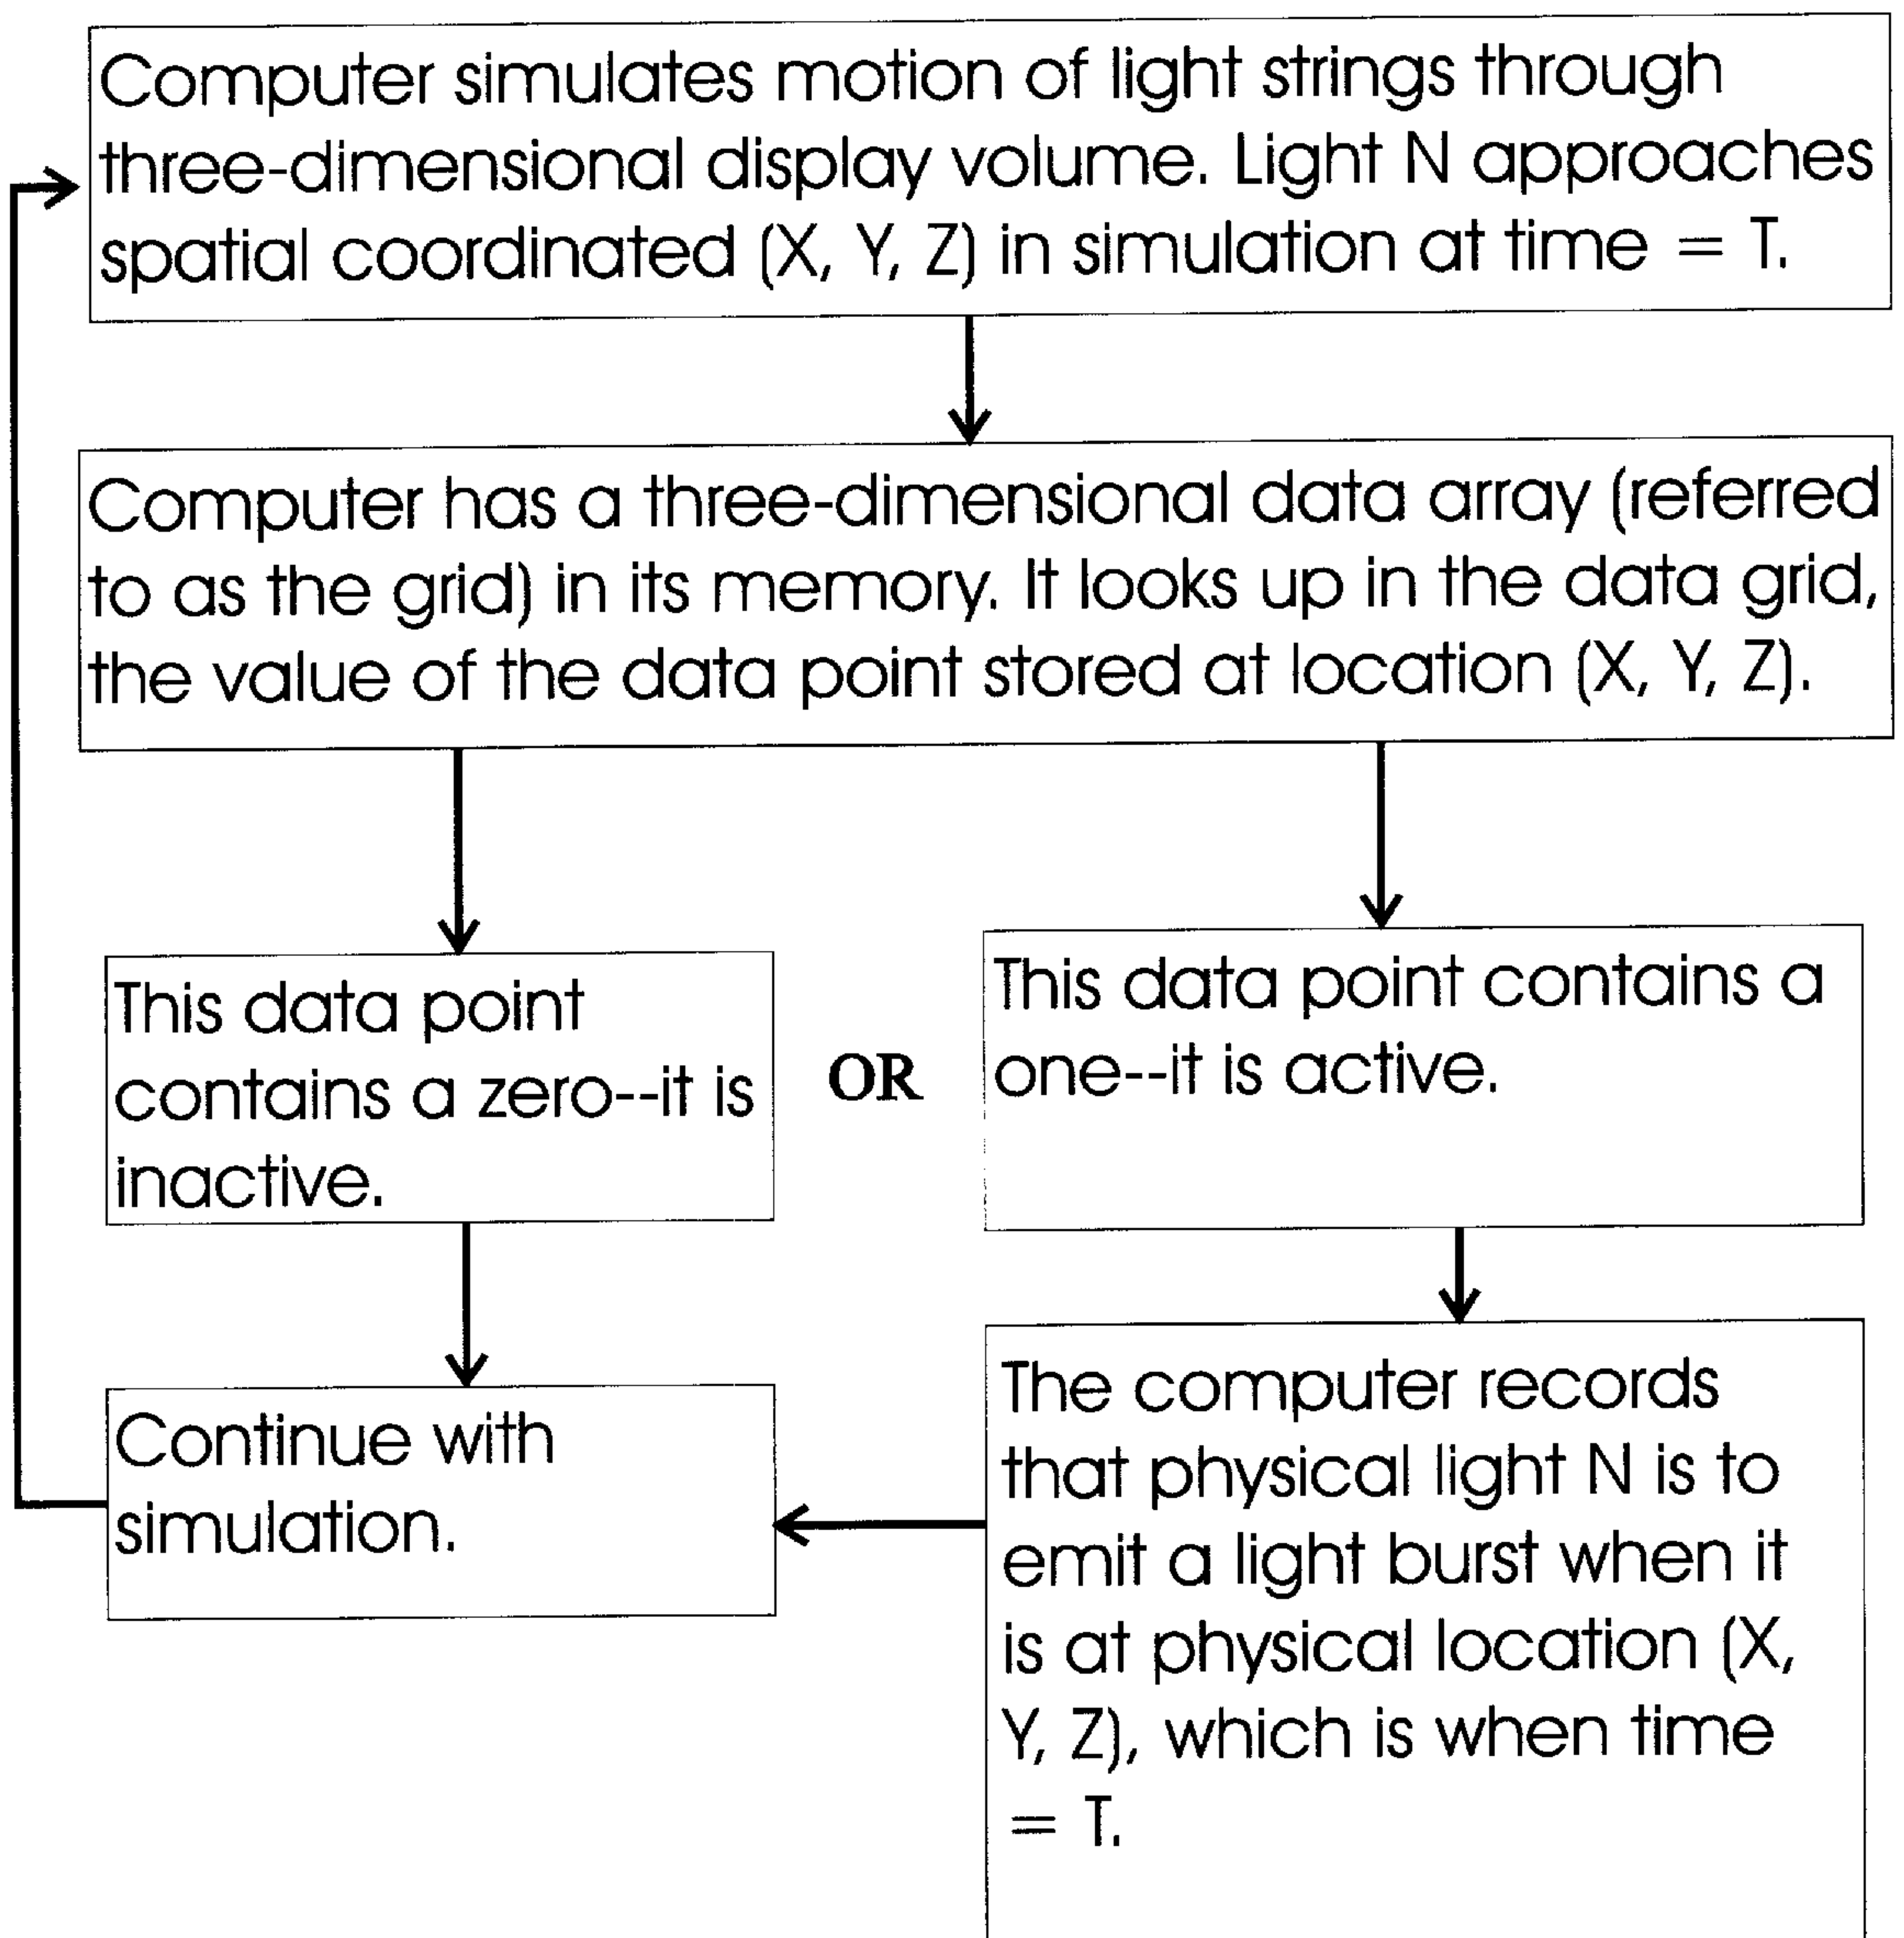 Computer simulates motion of light strings through
three-dimensional display volume. Light N approaches
spatial coordinated (X, Y, Z) in simulation at time = T.
Computer has a three-dimensional data array (referred
to as the grid) in its memory. It looks up in the data grid,
the value of the data point stored at location (X, Y, Z).
This data point
contains a zero--it is
inactive.
OR
This data point contains a
one--it is active.
Continue with
simulation.
The computer records
that physical light N is to
emit a light burst when it
is at physical location (X,
Y, Z), which is when time
= T.